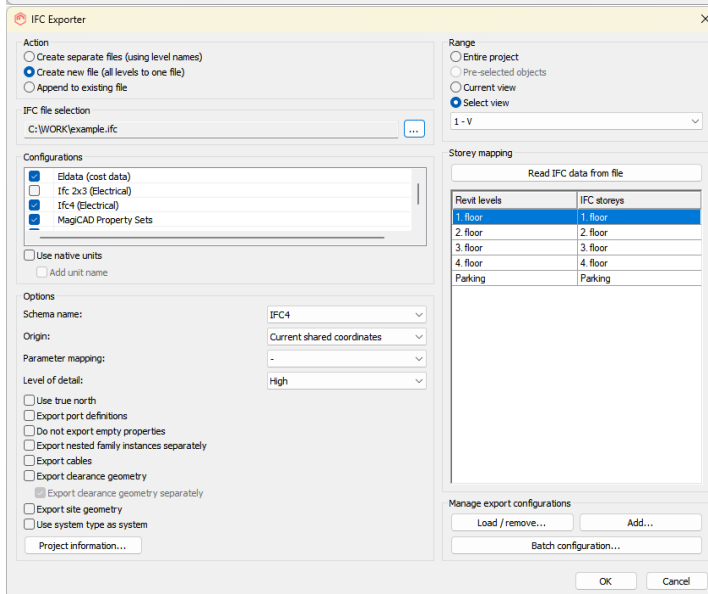 IFC Exporter
Action
Create separate files (using level names)
Create new file (all levels to one file)
Append to existing file
IFC file selection
C:\WORK\example.ifc
...
Configurations
Eldata (cost data)
Ifc 2x3 (Electrical)
Ifc4 (Electrical)
MagiCAD Property Sets
Use native units
Add unit name
Options
Schema name: IFC4
Origin: Current shared coordinates
Parameter mapping: -
Level of detail: High
Use true north
Export port definitions
Do not export empty properties
Export nested family instances separately
Export cables
Export clearance geometry
Export clearance geometry separately
Export site geometry
Use system type as system
Project information...
Range
Entire project
Pre-selected objects
Current view
Select view
1 - V
Storey mapping
Read IFC data from file
Revit levels IFC storeys
1. floor 1. floor
2. floor 2. floor
3. floor 3. floor
4. floor 4. floor
Parking Parking
Manage export configurations
Load / remove... Add...
Batch configuration...
OK Cancel